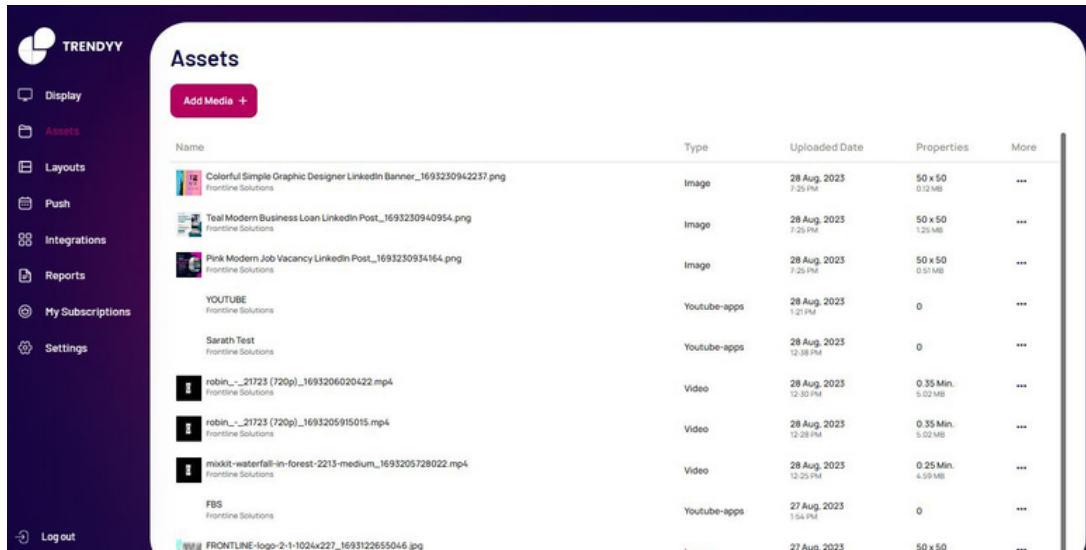 TRENDYY
Display
Assets
Layouts
Push
Integrations
Reports
My Subscriptions
Settings
Log out
Assets
Add Media +
Name Type Uploaded Date Properties More
Colorful Simple Graphic Designer LinkedIn Banner_1693230942237.png
Frontline Solutions
Image
28 Aug, 2023
7:25 PM
50 x 50
0.12 MB
Teal Modern Business Loan LinkedIn Post_1693230940954.png
Frontline Solutions
Image
28 Aug, 2023
7:25 PM
50 x 50
1.25 MB
Pink Modern Job Vacancy LinkedIn Post_1693230934164.png
Frontline Solutions
Image
28 Aug, 2023
7:25 PM
50 x 50
0.51 MB
YOUTUBE
Frontline Solutions
Youtube-apps
28 Aug, 2023
1:21 PM
0
Sarath Test
Frontline Solutions
Youtube-apps
28 Aug, 2023
12:38 PM
0
robin_-_21723 (720p)_1693206020422.mp4
Frontline Solutions
Video
28 Aug, 2023
12:30 PM
0.35 Min.
5.02 MB
robin_-_21723 (720p)_1693205915015.mp4
Frontline Solutions
Video
28 Aug, 2023
12:28 PM
0.35 Min.
5.02 MB
mixkit-waterfall-in-forest-2213-medium_1693205728022.mp4
Frontline Solutions
Video
28 Aug, 2023
12:25 PM
0.25 Min.
4.59 MB
FBS
Frontline Solutions
Youtube-apps
27 Aug, 2023
1:54 PM
0
FRONTLINE-logo-2-1-1024x227_1693122655046.jpg
27 Aug, 2023
50 x 50